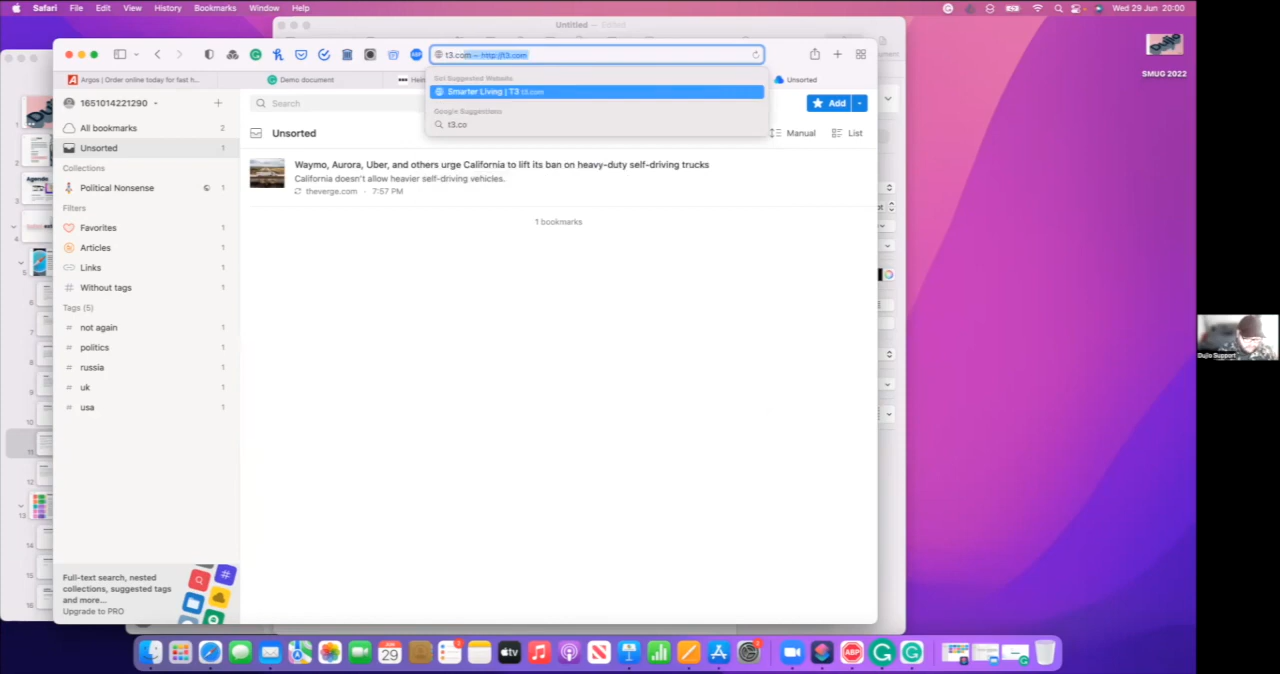 Safari File Edit View History Bookmarks Window Help
Wed 29 Jun 20:00
Untitled — Edited
t3.com — http://t3.com
Siri Suggested Website
Smarter Living | T3 t3.com
Google Suggestions
t3.co
Argos | Order online today for fast h...
Demo document
Unsorted
SMUG 2022
1651014221290
Search
Add
All bookmarks 2
Unsorted 1
Unsorted
Manual
List
Collections
Political Nonsense 1
Filters
Favorites 1
Articles 1
Links 1
Without tags 1
Tags (5)
not again 1
politics 1
russia 1
uk 1
usa 1
Waymo, Aurora, Uber, and others urge California to lift its ban on heavy-duty self-driving trucks
California doesn't allow heavier self-driving vehicles.
theverge.com · 7:57 PM
1 bookmarks
Full-text search, nested
collections, suggested tags
and more...
Upgrade to PRO
Agenda
Dujio Support
29
tv
ABP